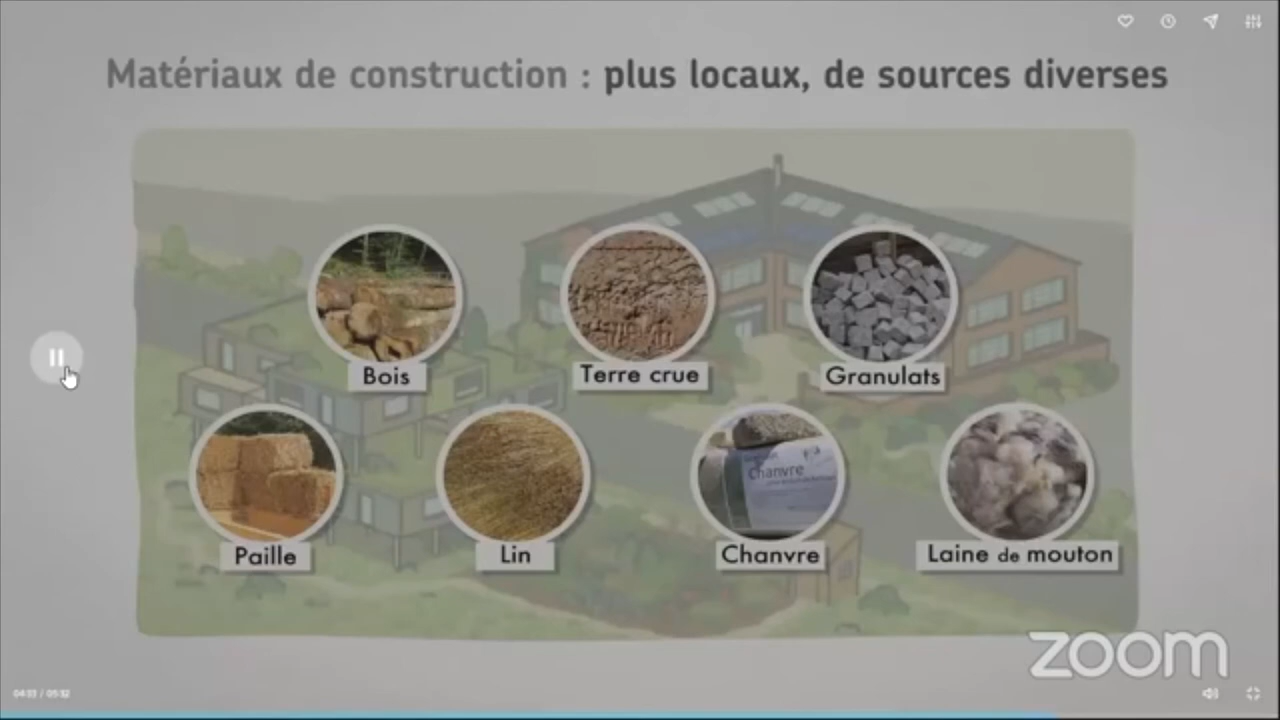 Matériaux de construction : plus locaux, de sources diverses
Bois
Terre crue
Granulats
Chanvre
Paille
Lin
Chanvre
Laine de mouton
zoom